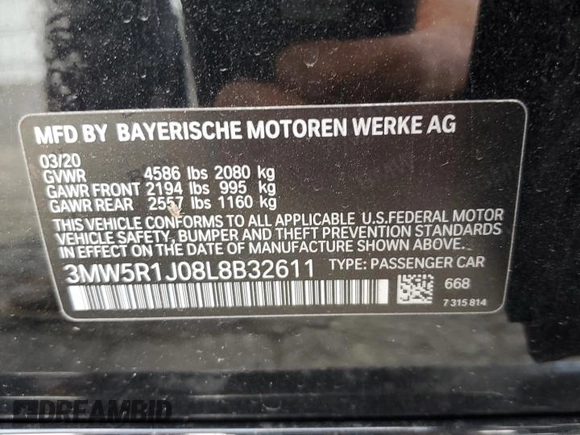 MFD BY BAYERISCHE MOTOREN WERKE AG
03/20
GVWR 4586 lbs 2080 kg
GAWR FRONT 2194 lbs 995 kg
GAWR REAR 2557 lbs 1160 kg
THIS VEHICLE CONFORMS TO ALL APPLICABLE U.S.FEDERAL MOTOR
VEHICLE SAFETY, BUMPER AND THEFT PREVENTION STANDARDS
IN EFFECT ON THE DATE OF MANUFACTURE SHOWN ABOVE.
3MW5R1J08L8B32611 TYPE: PASSENGER CAR
668
7 315 814
DREAMBID